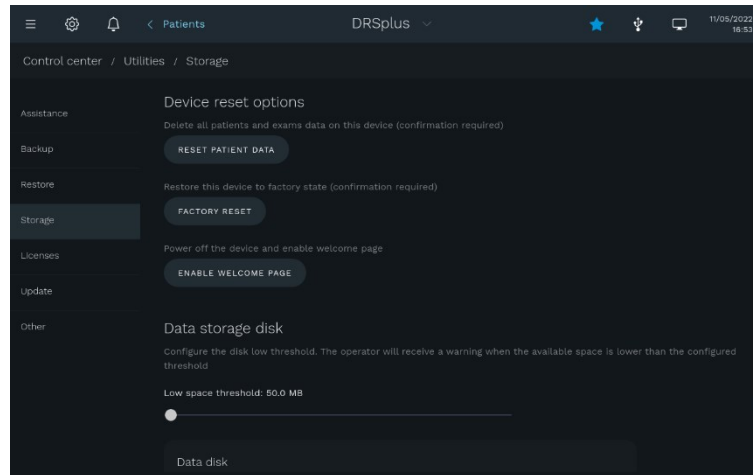 < Patients
DRSplus
11/05/2022
16:53
Control center / Utilities / Storage
Assistance
Backup
Restore
Storage
Licenses
Update
Other
Device reset options
Delete all patients and exams data on this device (confirmation required)
RESET PATIENT DATA
Restore this device to factory state (confirmation required)
FACTORY RESET
Power off the device and enable welcome page
ENABLE WELCOME PAGE
Data storage disk
Configure the disk low threshold. The operator will receive a warning when the available space is lower than the configured
threshold
Low space threshold: 50.0 MB
Data disk